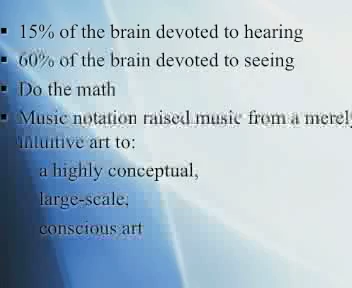 15% of the brain devoted to hearing
60% of the brain devoted to seeing
Do the math
Music notation raised music from a merely
intuitive art to:
a highly conceptual,
large-scale,
conscious art